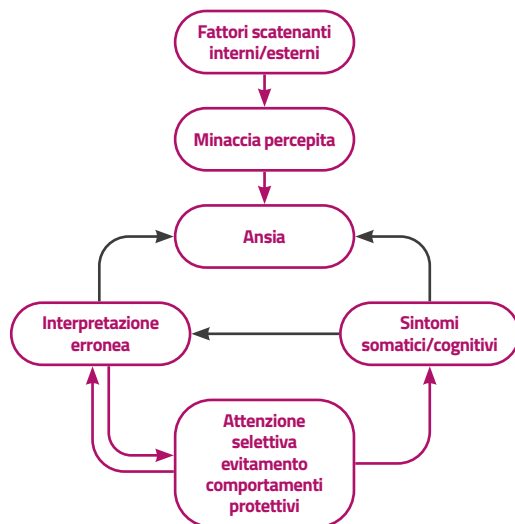 Fattori scatenanti
interni/esterni
Minaccia percepita
Ansia
Interpretazione
erronea
Sintomi
somatici/cognitivi
Attenzione
selettiva
evitamento
comportamenti
protettivi